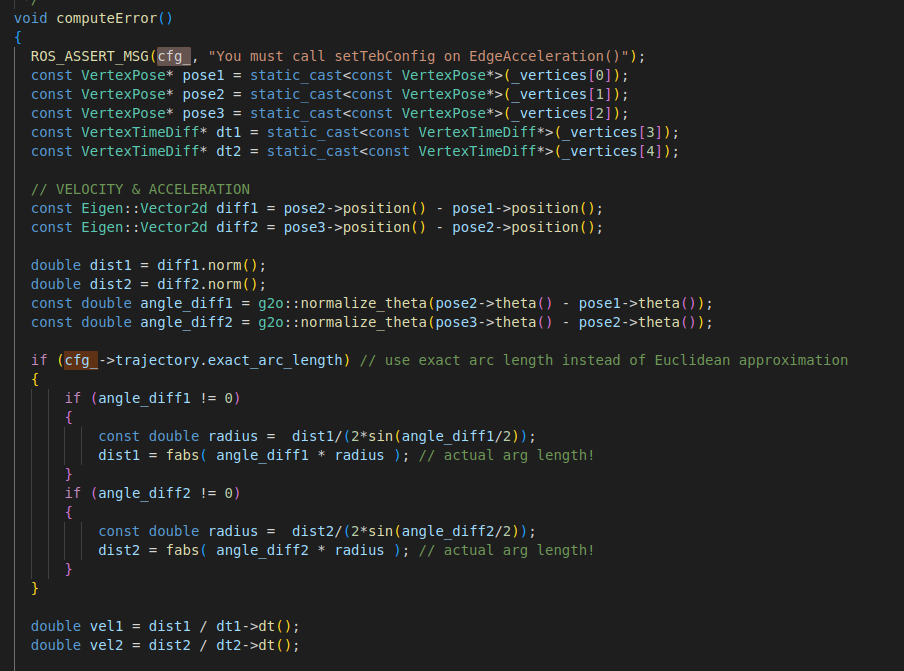 void computeError()
{
ROS_ASSERT_MSG(cfg_, "You must call setTebConfig on EdgeAcceleration()");
const VertexPose* pose1 = static_cast<const VertexPose*>(_vertices[0]);
const VertexPose* pose2 = static_cast<const VertexPose*>(_vertices[1]);
const VertexPose* pose3 = static_cast<const VertexPose*>(_vertices[2]);
const VertexTimeDiff* dt1 = static_cast<const VertexTimeDiff*>(_vertices[3]);
const VertexTimeDiff* dt2 = static_cast<const VertexTimeDiff*>(_vertices[4]);
// VELOCITY & ACCELERATION
const Eigen::Vector2d diff1 = pose2->position() - pose1->position();
const Eigen::Vector2d diff2 = pose3->position() - pose2->position();
double dist1 = diff1.norm();
double dist2 = diff2.norm();
const double angle_diff1 = g2o::normalize_theta(pose2->theta() - pose1->theta());
const double angle_diff2 = g2o::normalize_theta(pose3->theta() - pose2->theta());
if (cfg_->trajectory.exact_arc_length) // use exact arc length instead of Euclidean approximation
{
if (angle_diff1 != 0)
{
const double radius =  dist1/(2*sin(angle_diff1/2));
dist1 = fabs( angle_diff1 * radius ); // actual arg length!
}
if (angle_diff2 != 0)
{
const double radius =  dist2/(2*sin(angle_diff2/2));
dist2 = fabs( angle_diff2 * radius ); // actual arg length!
}
}
double vel1 = dist1 / dt1->dt();
double vel2 = dist2 / dt2->dt();